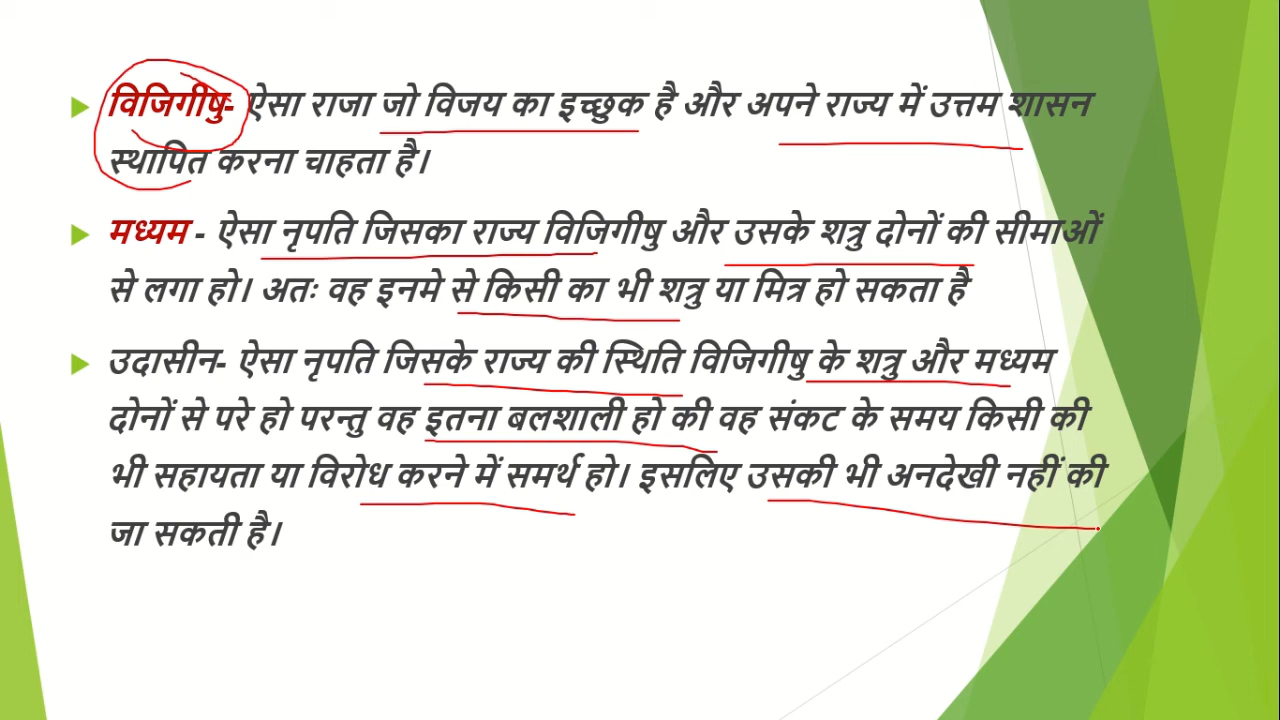 विजिगीषु- ऐसा राजा जो विजय का इच्छुक है और अपने राज्य में उत्तम शासन
स्थापित करना चाहता है।
मध्यम - ऐसा नृपति जिसका राज्य विजिगीषु और उसके शत्रु दोनों की सीमाओं
से लगा हो। अतः वह इनमे से किसी का भी शत्रु या मित्र हो सकता है
उदासीन- ऐसा नृपति जिसके राज्य की स्थिति विजिगीषु के शत्रु और मध्यम
दोनों से परे हो परन्तु वह इतना बलशाली हो की वह संकट के समय किसी की
भी सहायता या विरोध करने में समर्थ हो। इसलिए उसकी भी अनदेखी नहीं की
जा सकती है।